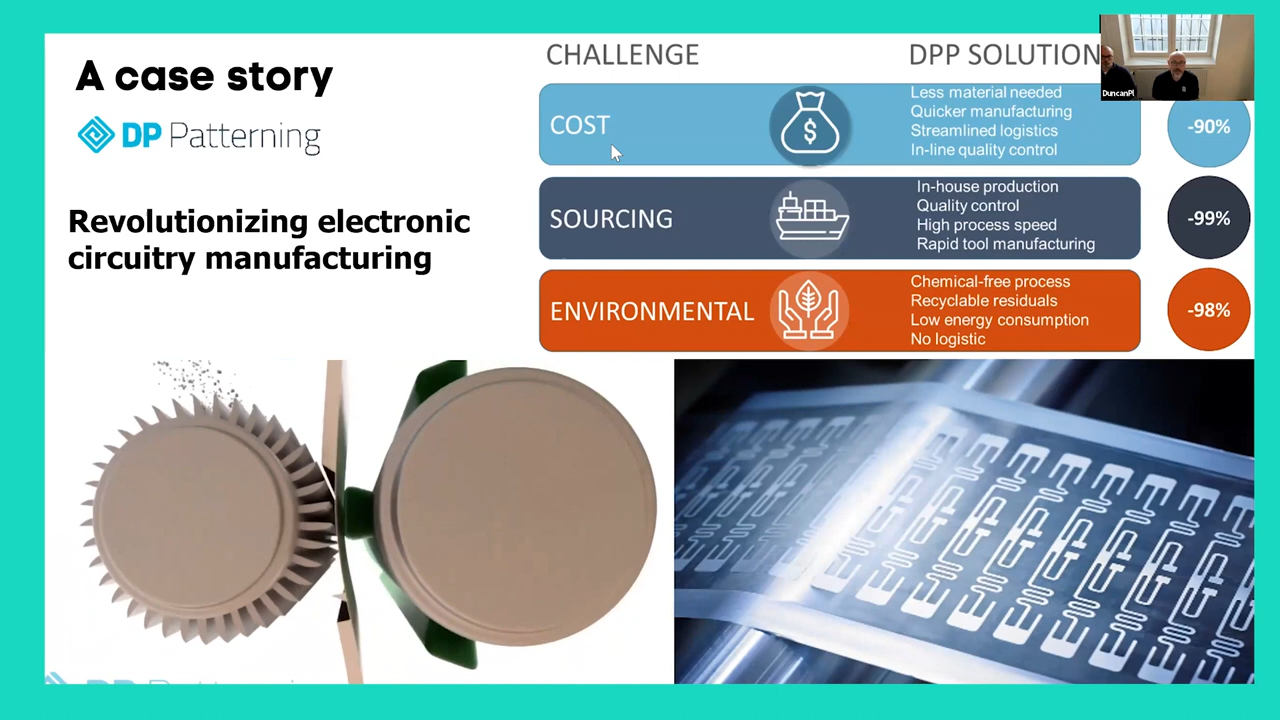 A case story
DP Patterning
Revolutionizing electronic
circuitry manufacturing
CHALLENGE
DPP SOLUTION
COST
$
Less material needed
Quicker manufacturing
Streamlined logistics
In-line quality control
-90%
SOURCING
In-house production
Quality control
High process speed
Rapid tool manufacturing
-99%
ENVIRONMENTAL
Chemical-free process
Recyclable residuals
Low energy consumption
No logistic
-98%
DuncanPl
DP Patterning